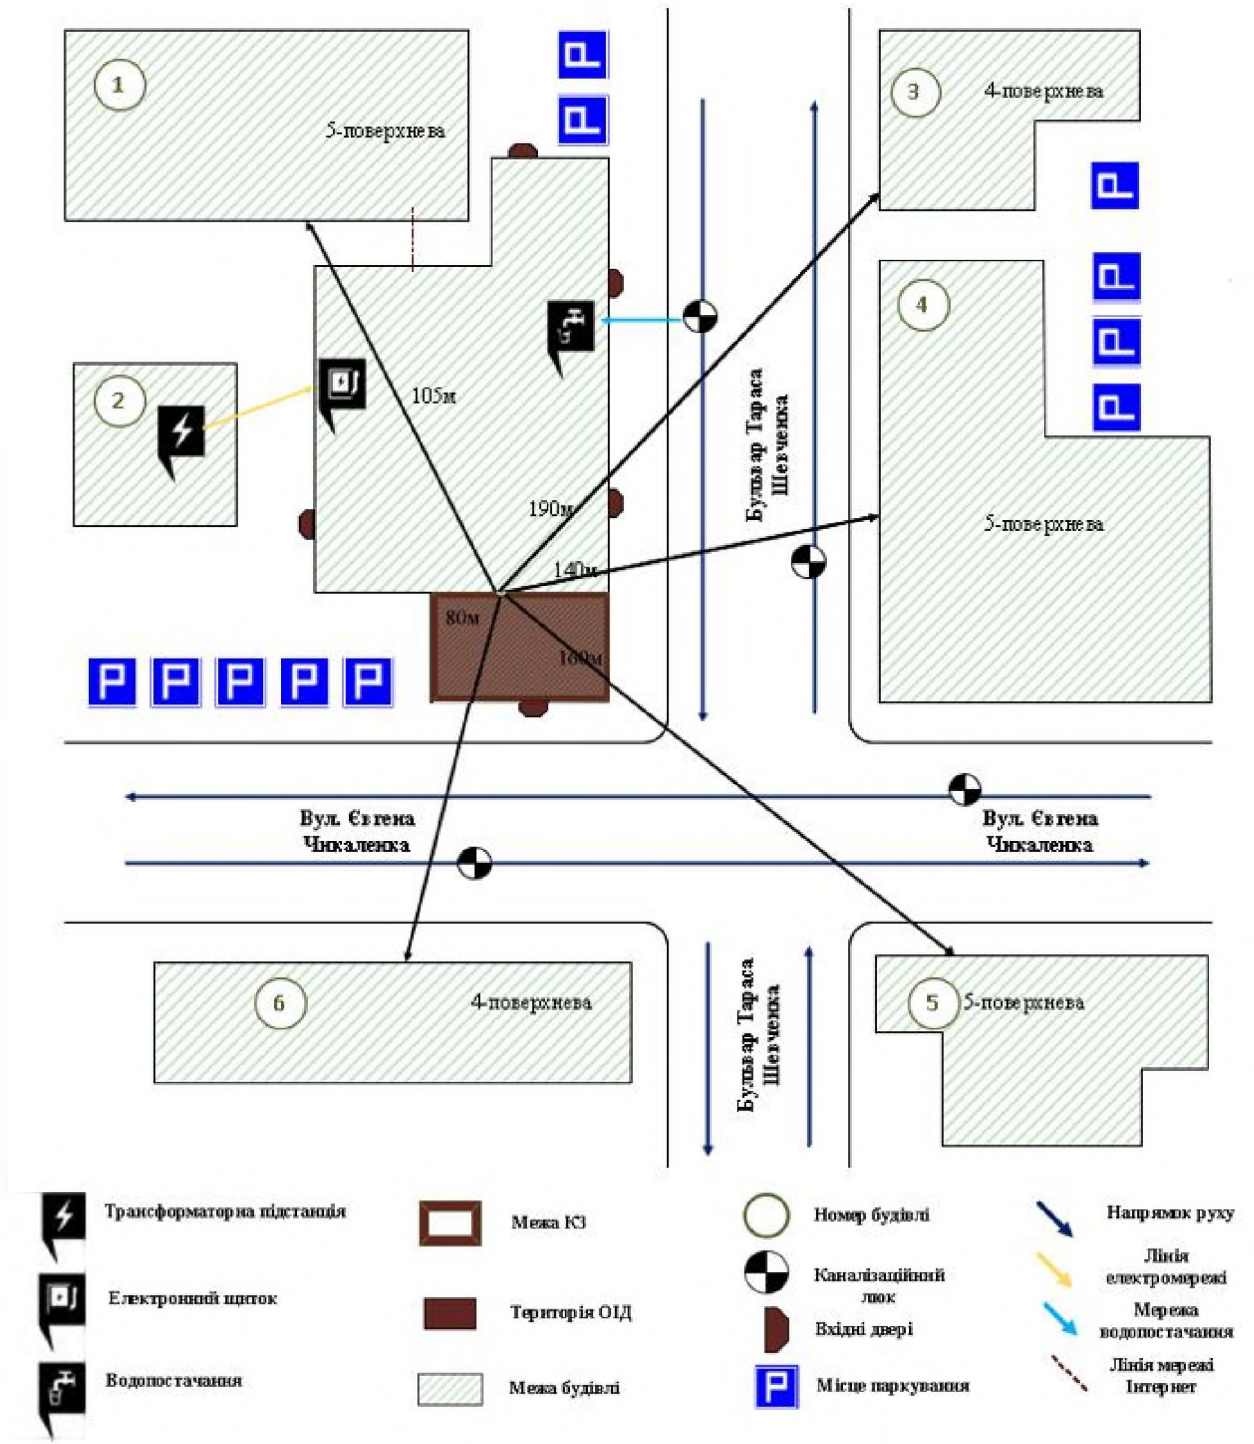 1
5-поверхнева
P
P
3
4-поверхнева
P
4
P
P
P
2
105м
Бульвар Тараса
Шевченка
190м
140м
5-поверхнева
80м
160м
P
P
P
P
P
Вул. Євгена
Чикаленка
Вул. Євгена
Чикаленка
6
4-поверхнева
Бульвар Тараса
Шевченка
5
5-поверхнева
Трансформаторна підстанція
Межа КЗ
Номер будівлі
Напрямок руху
Електронний щиток
Територія ОІД
Каналізаційний
люк
Лінія
електромережі
Вхідні двері
Мережа
водопостачання
Водопостачання
Межа будівлі
P
Місце паркування
Лінія мережі
Інтернет